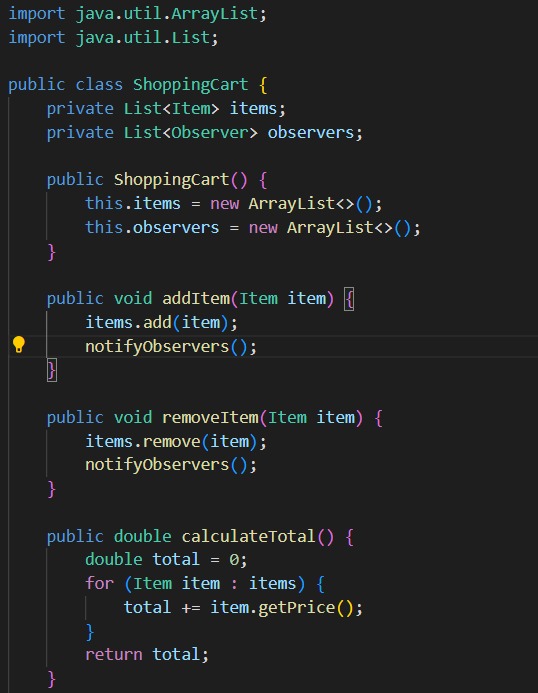 import java.util.ArrayList;
import java.util.List;

public class ShoppingCart {
    private List<Item> items;
    private List<Observer> observers;

    public ShoppingCart() {
        this.items = new ArrayList<>();
        this.observers = new ArrayList<>();
    }

    public void addItem(Item item) {
        items.add(item);
        notifyObservers();
    }

    public void removeItem(Item item) {
        items.remove(item);
        notifyObservers();
    }

    public double calculateTotal() {
        double total = 0;
        for (Item item : items) {
            total += item.getPrice();
        }
        return total;
    }